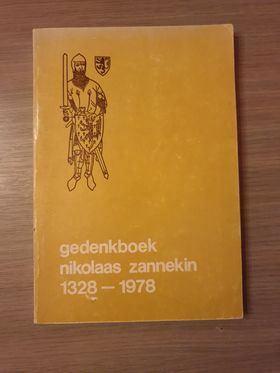 gedenkboek
nikolaas zannekin
1328 — 1978